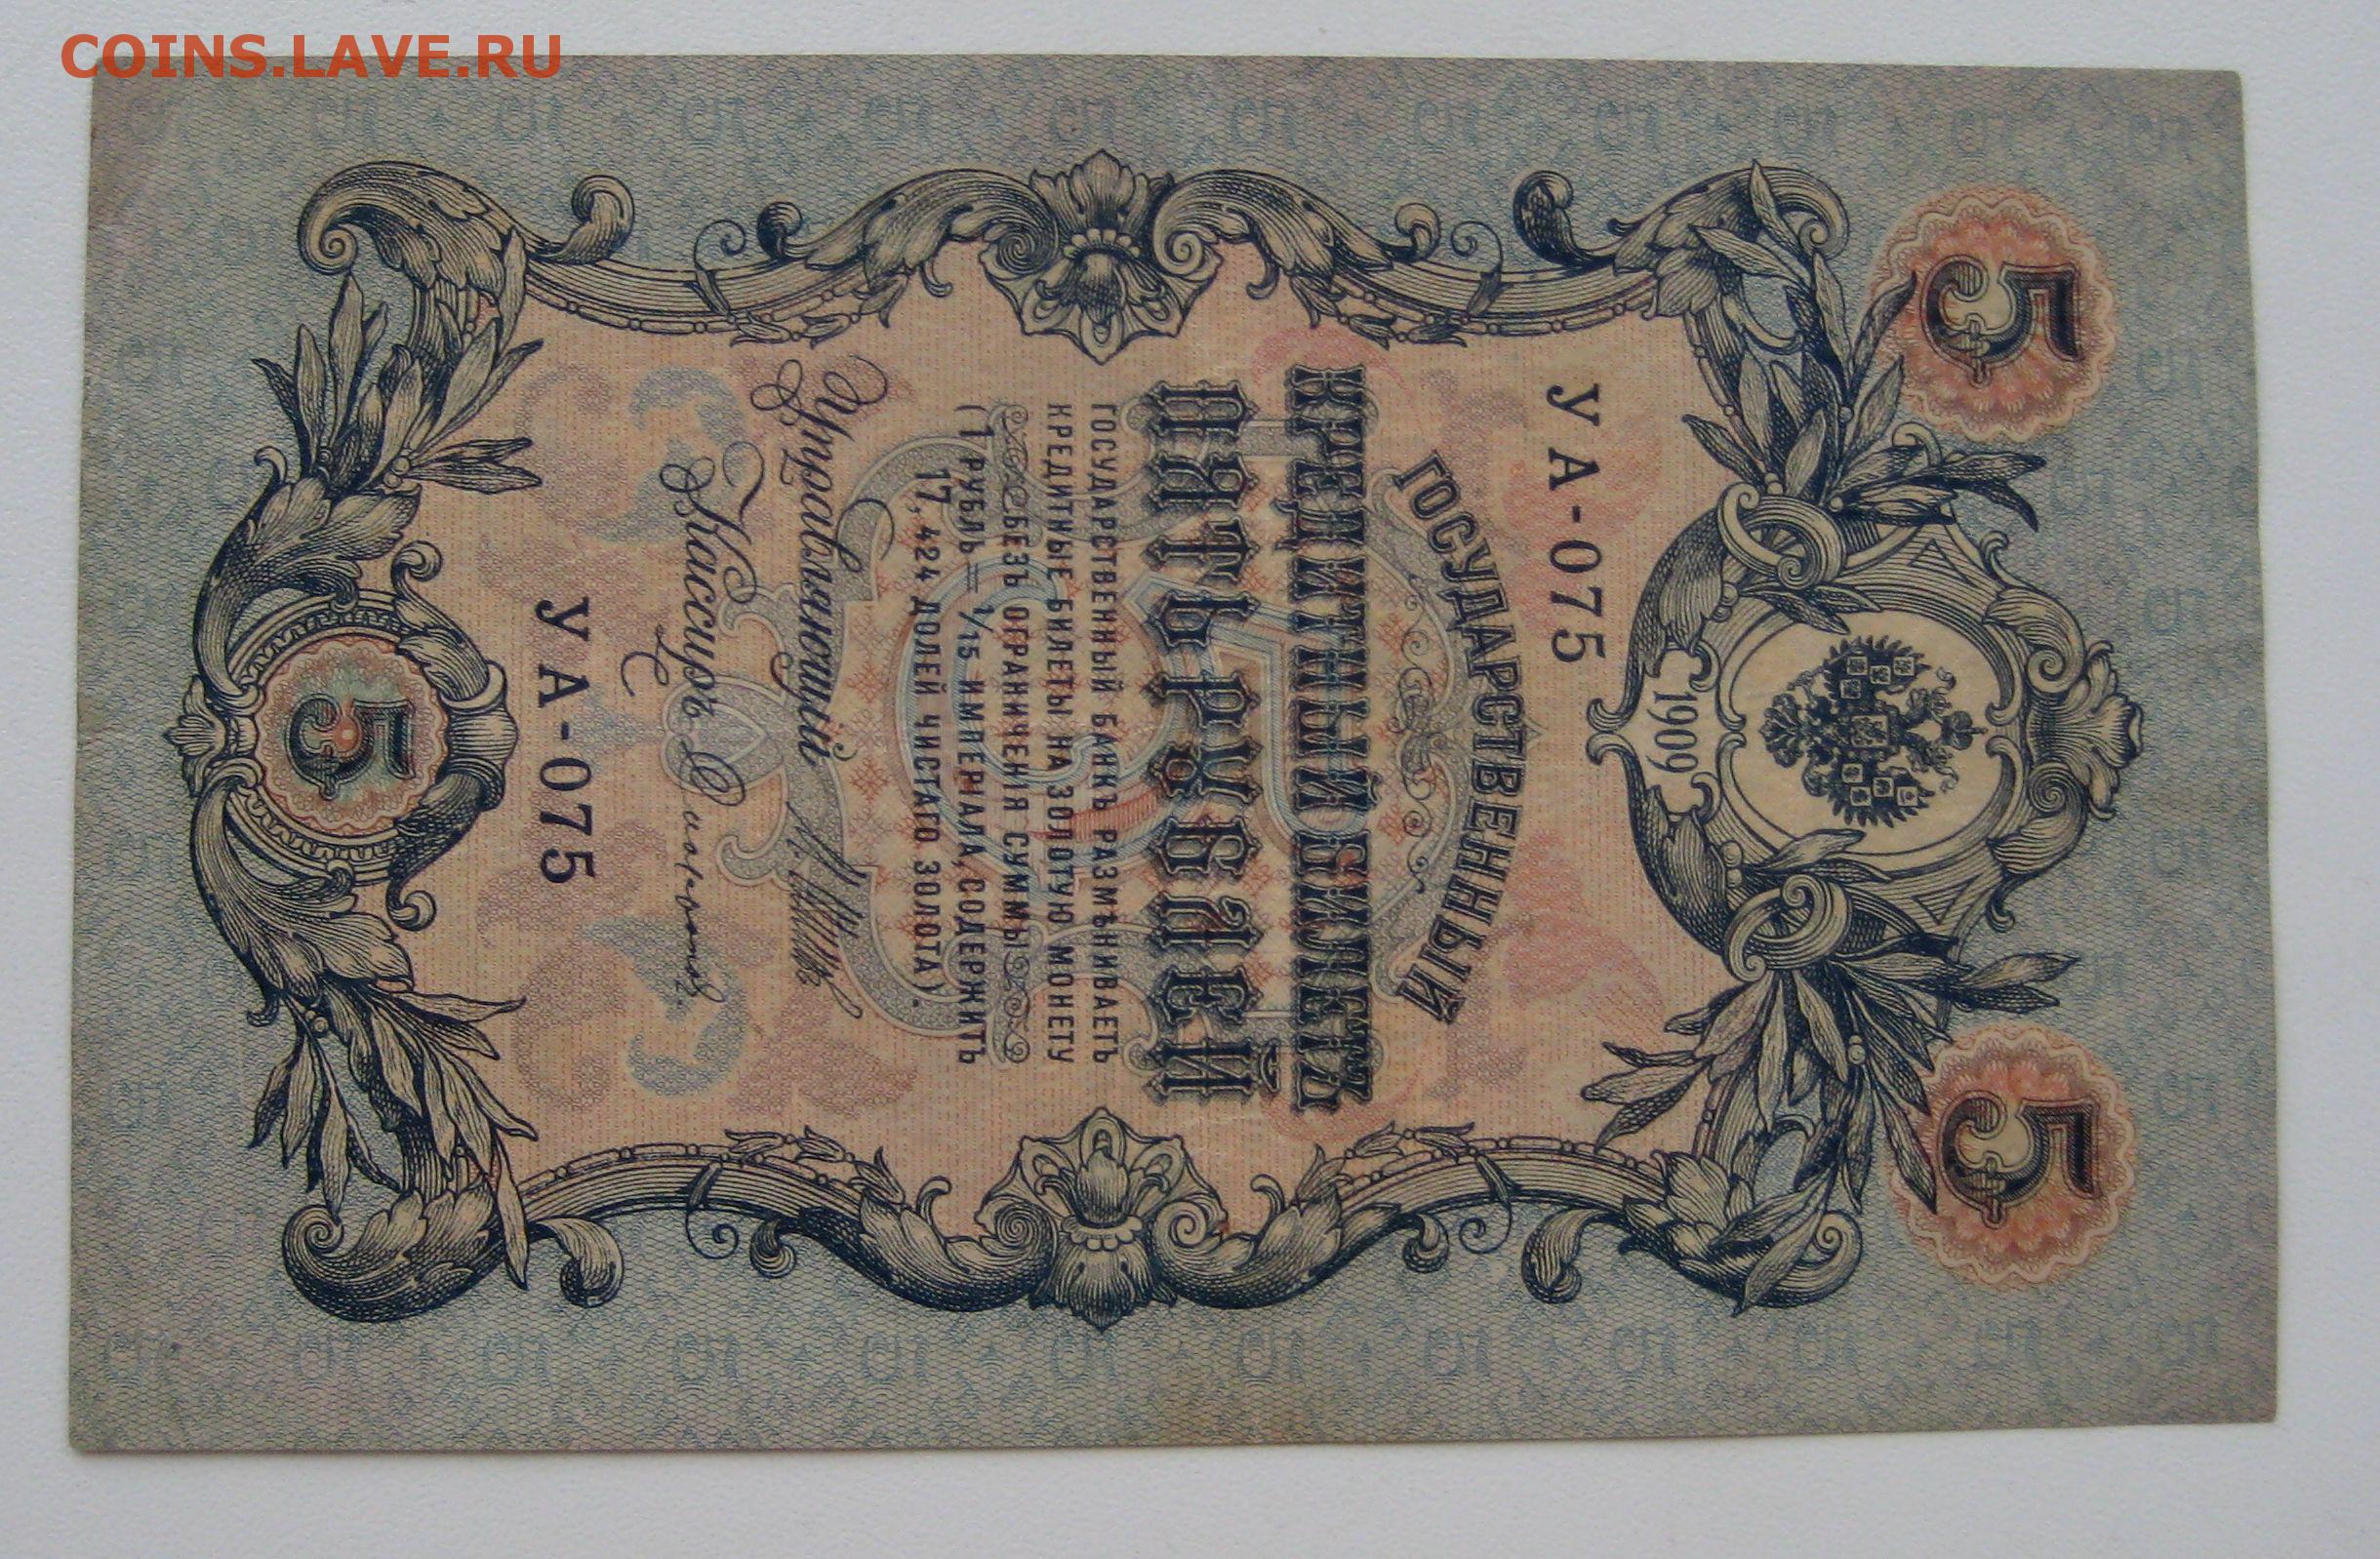 COINS.LAVE.RU
5
5
1909
УА-075
ГОСУДАРСТВЕННЫЙ
КРЕДИТНЫЙ БИЛЕТЪ
ПЯТЬ РУБЛЕЙ
ГОСУДАРСТВЕННЫЙ БАНКЪ РАЗМѢНИВАЕТЪ
КРЕДИТНЫЕ БИЛЕТЫ НА ЗОЛОТУЮ МОНЕТУ
БЕЗЪ ОГРАНИЧЕНІЯ СУММЫ
(1 РУБЛЬ = 1/15 ИМПЕРІАЛА, СОДЕРЖИТЪ
17,424 ДОЛЕЙ ЧИСТАГО ЗОЛОТА).
Управляющій
Кассиръ
УА-075
5